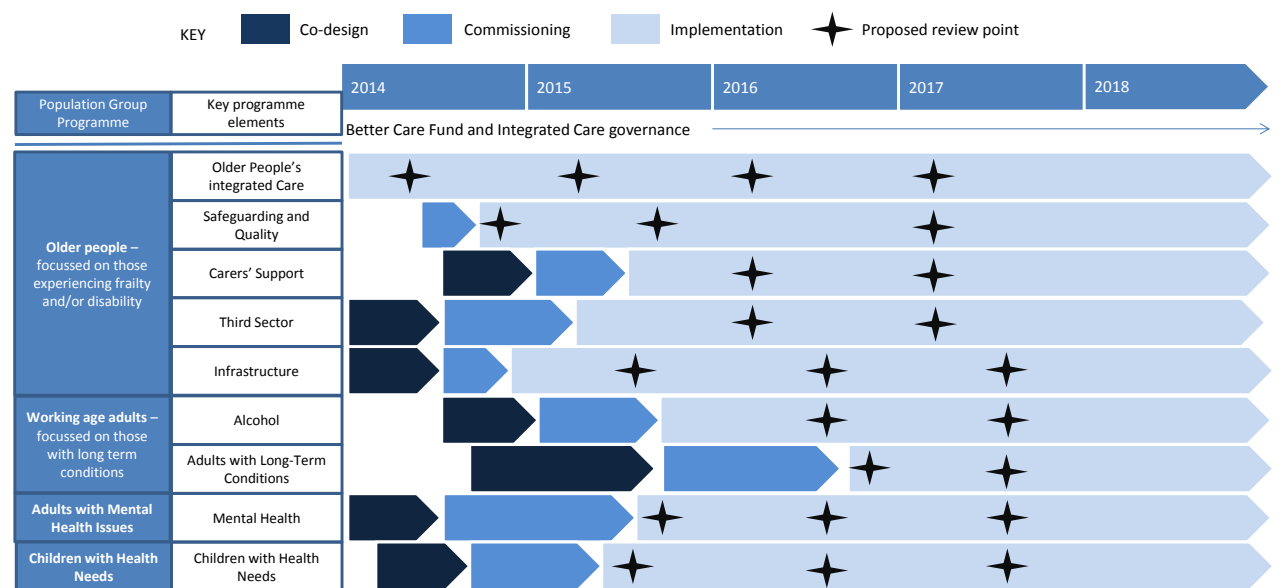 KEY
Co-design
Commissioning
Implementation
Proposed review point
2014
2015
2016
2017
2018
Population Group
Programme
Key programme
elements
Better Care Fund and Integrated Care governance
Older people –
focussed on those
experiencing frailty
and/or disability
Older People's
integrated Care
Safeguarding and
Quality
Carers' Support
Third Sector
Infrastructure
Working age adults –
focussed on those
with long term
conditions
Alcohol
Adults with Long-Term
Conditions
Adults with Mental
Health Issues
Mental Health
Children with Health
Needs
Children with Health
Needs